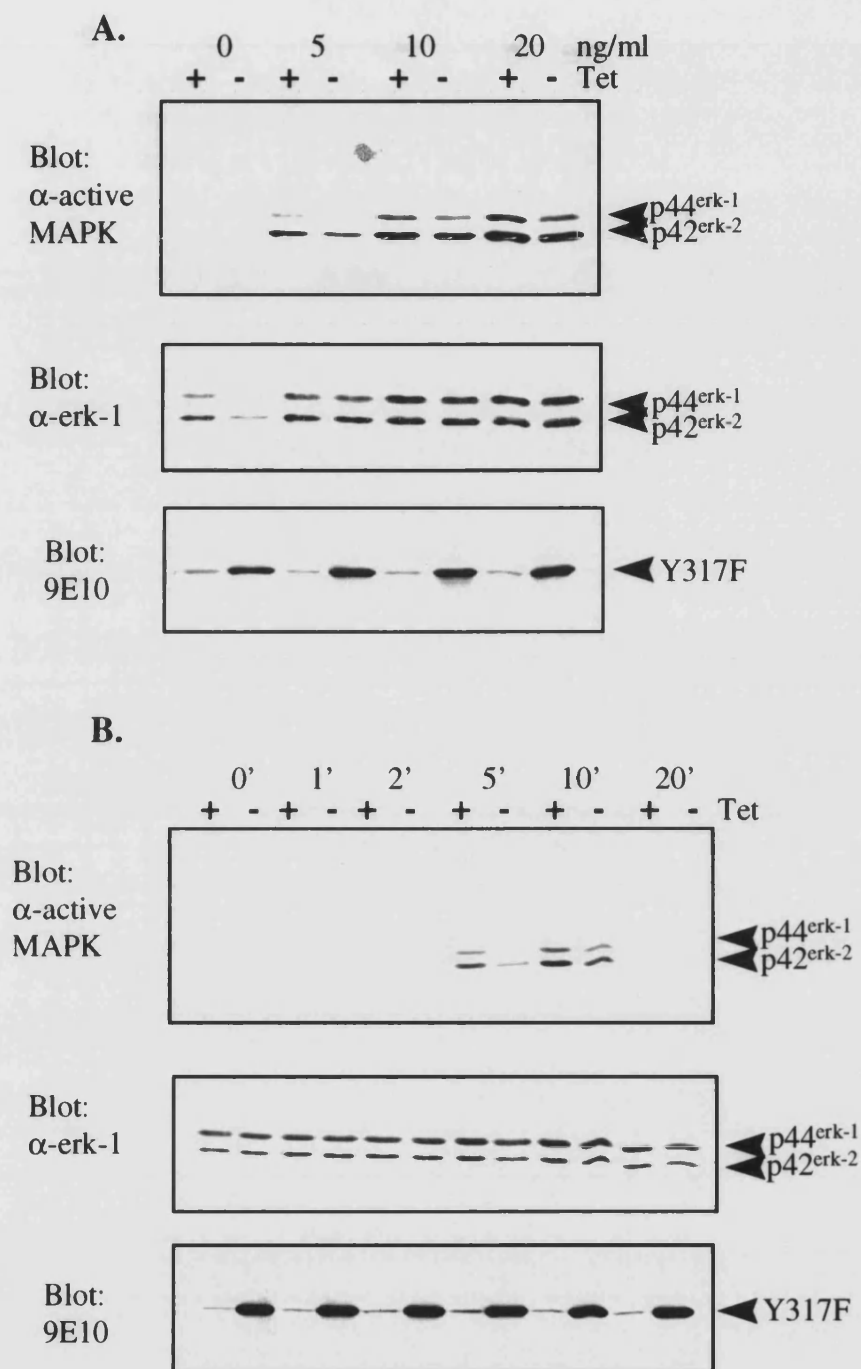 A.
0 5 10 20 ng/ml
+ - + - + - + - Tet
Blot:
α-active
MAPK
p44erk-1
p42erk-2
Blot:
α-erk-1
p44erk-1
p42erk-2
Blot:
9E10
Y317F
B.
0' 1' 2' 5' 10' 20'
+ - + - + - + - + - + - Tet
Blot:
α-active
MAPK
p44erk-1
p42erk-2
Blot:
α-erk-1
p44erk-1
p42erk-2
Blot:
9E10
Y317F